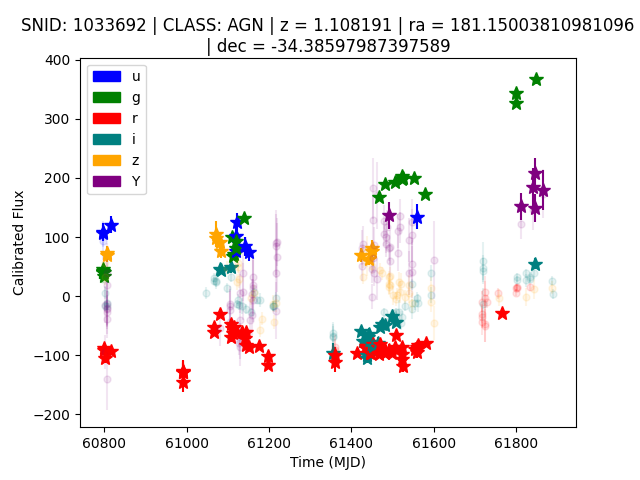 SNID: 1033692 | CLASS: AGN | z = 1.108191 | ra = 181.15003810981096
| dec = -34.38597987397589
Calibrated Flux
400
300
200
100
0
−100
−200
u
g
r
i
z
Y
60800 61000 61200 61400 61600 61800
Time (MJD)